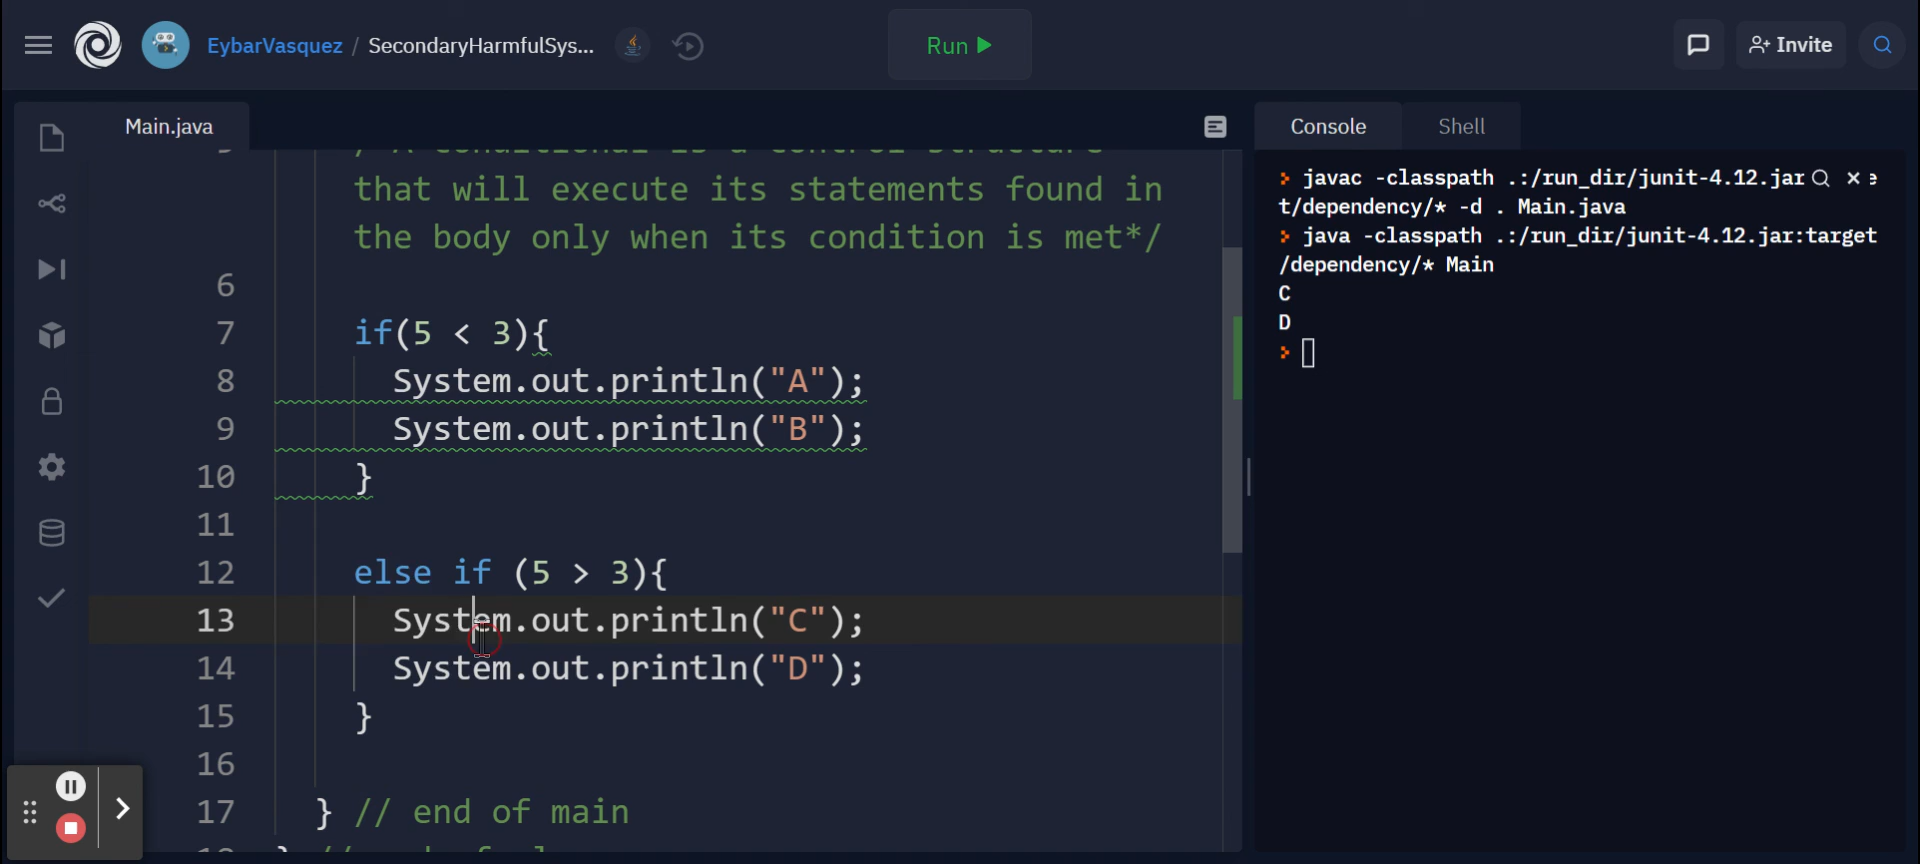 EybarVasquez / SecondaryHarmfulSys...
Run
Invite
Main.java
Console
Shell
that will execute its statements found in
the body only when its condition is met*/
6
7 if(5 < 3){
8 System.out.println("A");
9 System.out.println("B");
10 }
11
12 else if (5 > 3){
13 System.out.println("C");
14 System.out.println("D");
15 }
16
17 } // end of main
javac -classpath .:/run_dir/junit-4.12.jar e
t/dependency/* -d . Main.java
java -classpath .:/run_dir/junit-4.12.jar:target
/dependency/* Main
C
D